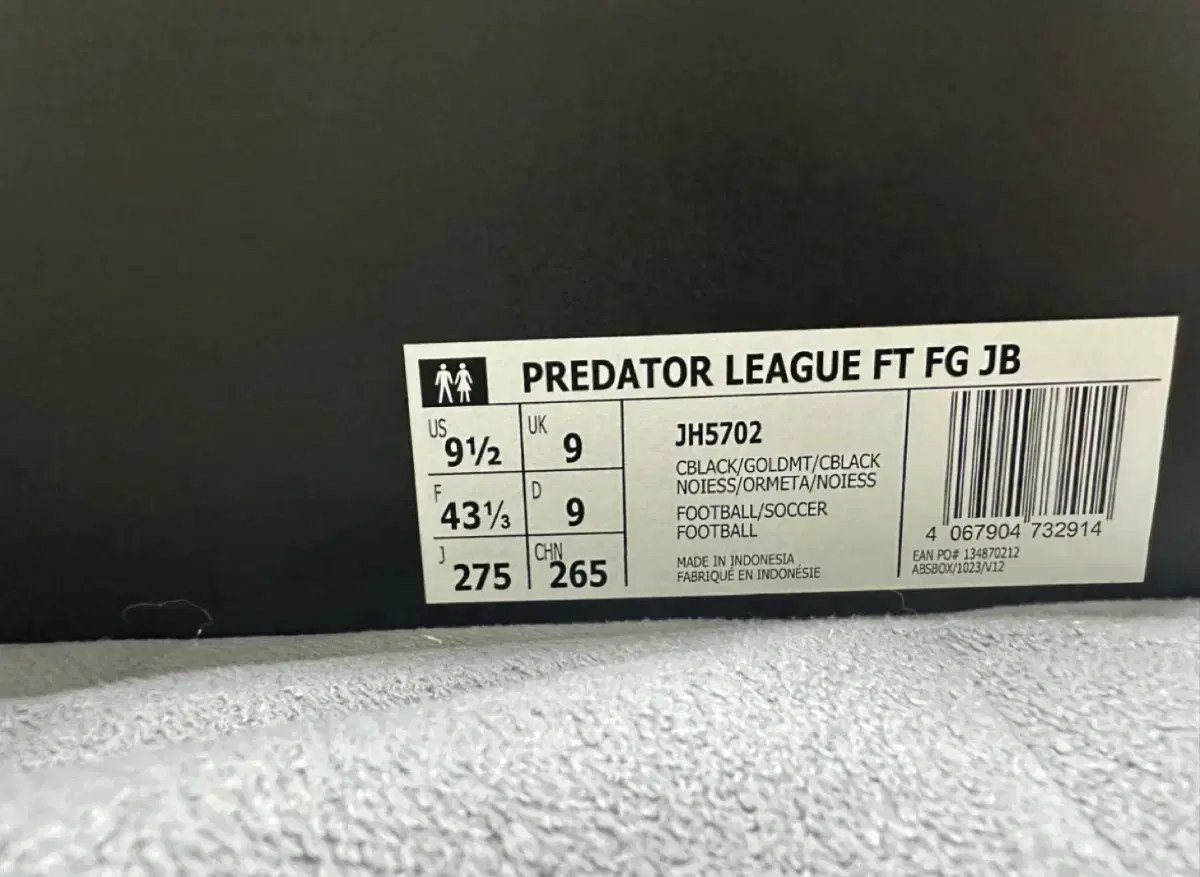 PREDATOR LEAGUE FT FG JB
US 9½ UK 9
F 43⅓ D 9
J 275 CHN 265
JH5702
CBLACK/GOLDMT/CBLACK
NOIESS/ORMETA/NOIESS
FOOTBALL/SOCCER
FOOTBALL
MADE IN INDONESIA
FABRIQUÉ EN INDONÉSIE
4 067904 732914
EAN PO# 134870212
ABSBOX/1023/V12